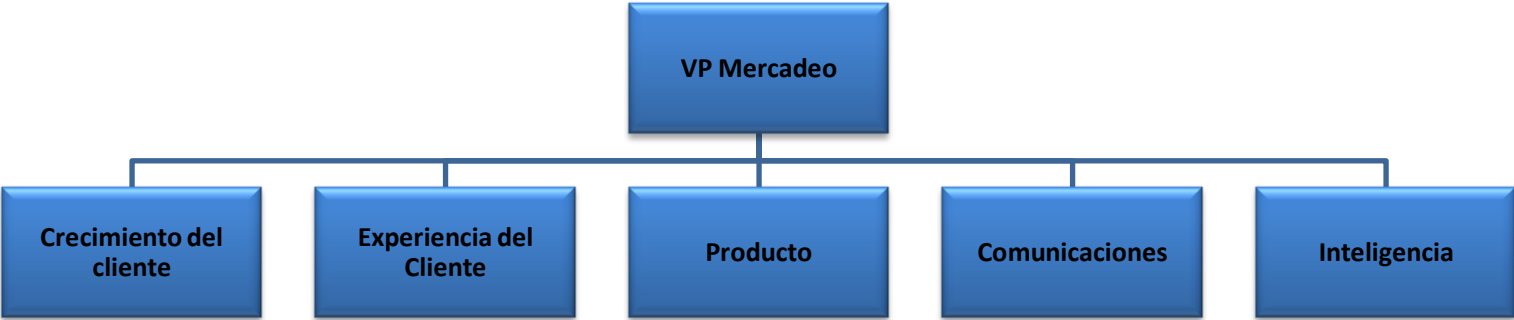 VP Mercadeo
Crecimiento del
cliente
Experiencia del
Cliente
Producto
Comunicaciones
Inteligencia